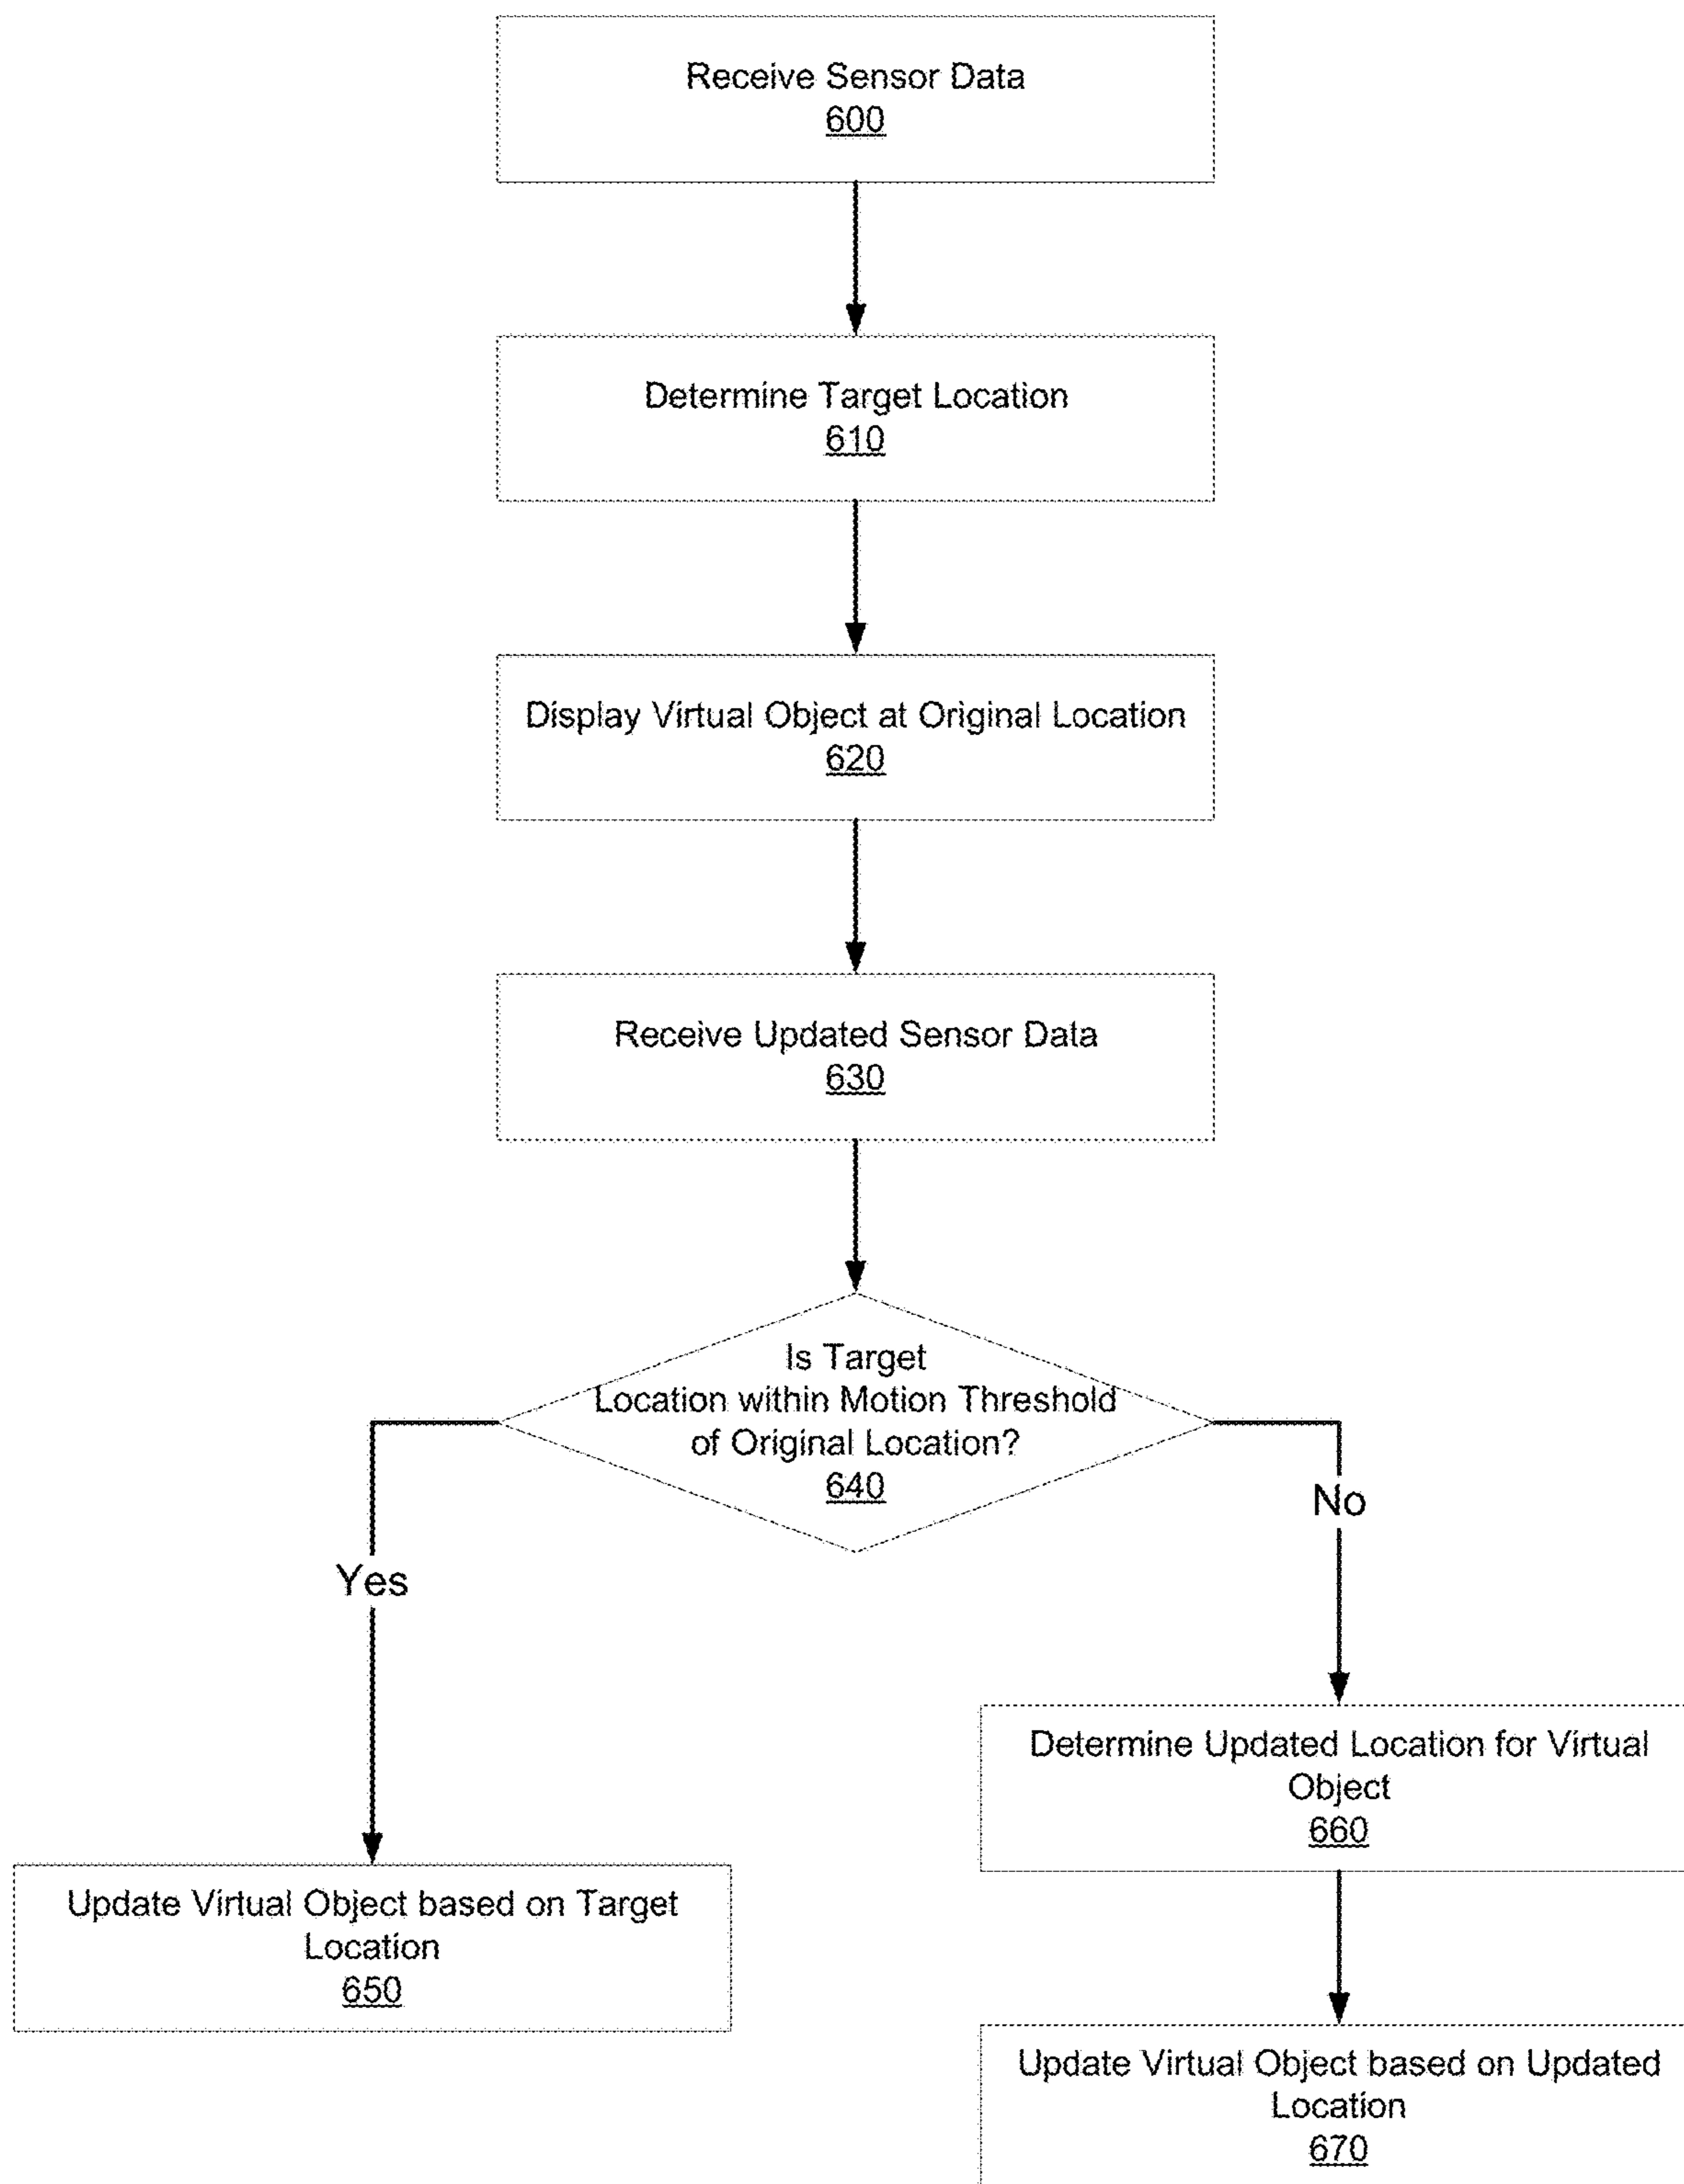 Receive Sensor Data
600
Determine Target Location
610
Display Virtual Object at Original Location
620
Receive Updated Sensor Data
630
Is Target
Location within Motion Threshold
of Original Location?
640
No
Yes
Determine Updated Location for Virtual
Object
660
Update Virtual Object based on Target
Location
650
Update Virtual Object based on Updated
Location
670